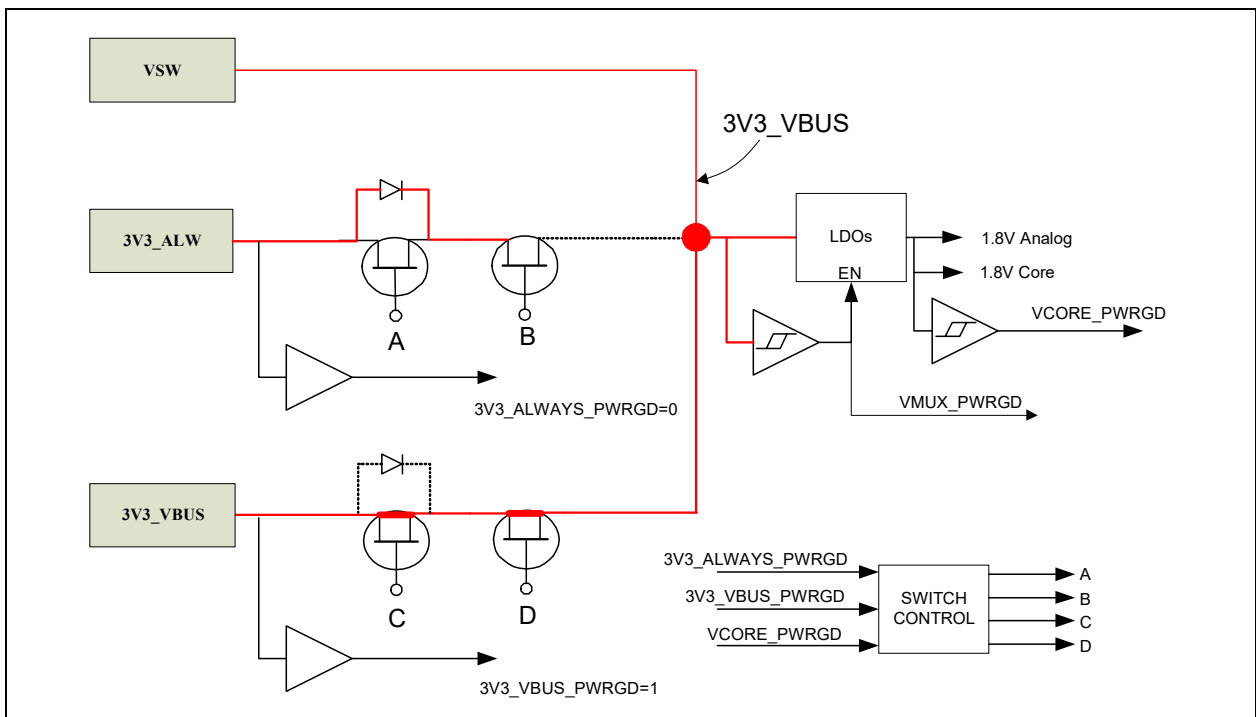 VSW
3V3_VBUS
3V3_ALW
LDOs
EN
1.8V Analog
1.8V Core
A
B
VCORE_PWRGD
3V3_ALWAYS_PWRGD=0
VMUX_PWRGD
3V3_VBUS
C
D
3V3_ALWAYS_PWRGD
3V3_VBUS_PWRGD
VCORE_PWRGD
SWITCH
CONTROL
A
B
C
D
3V3_VBUS_PWRGD=1